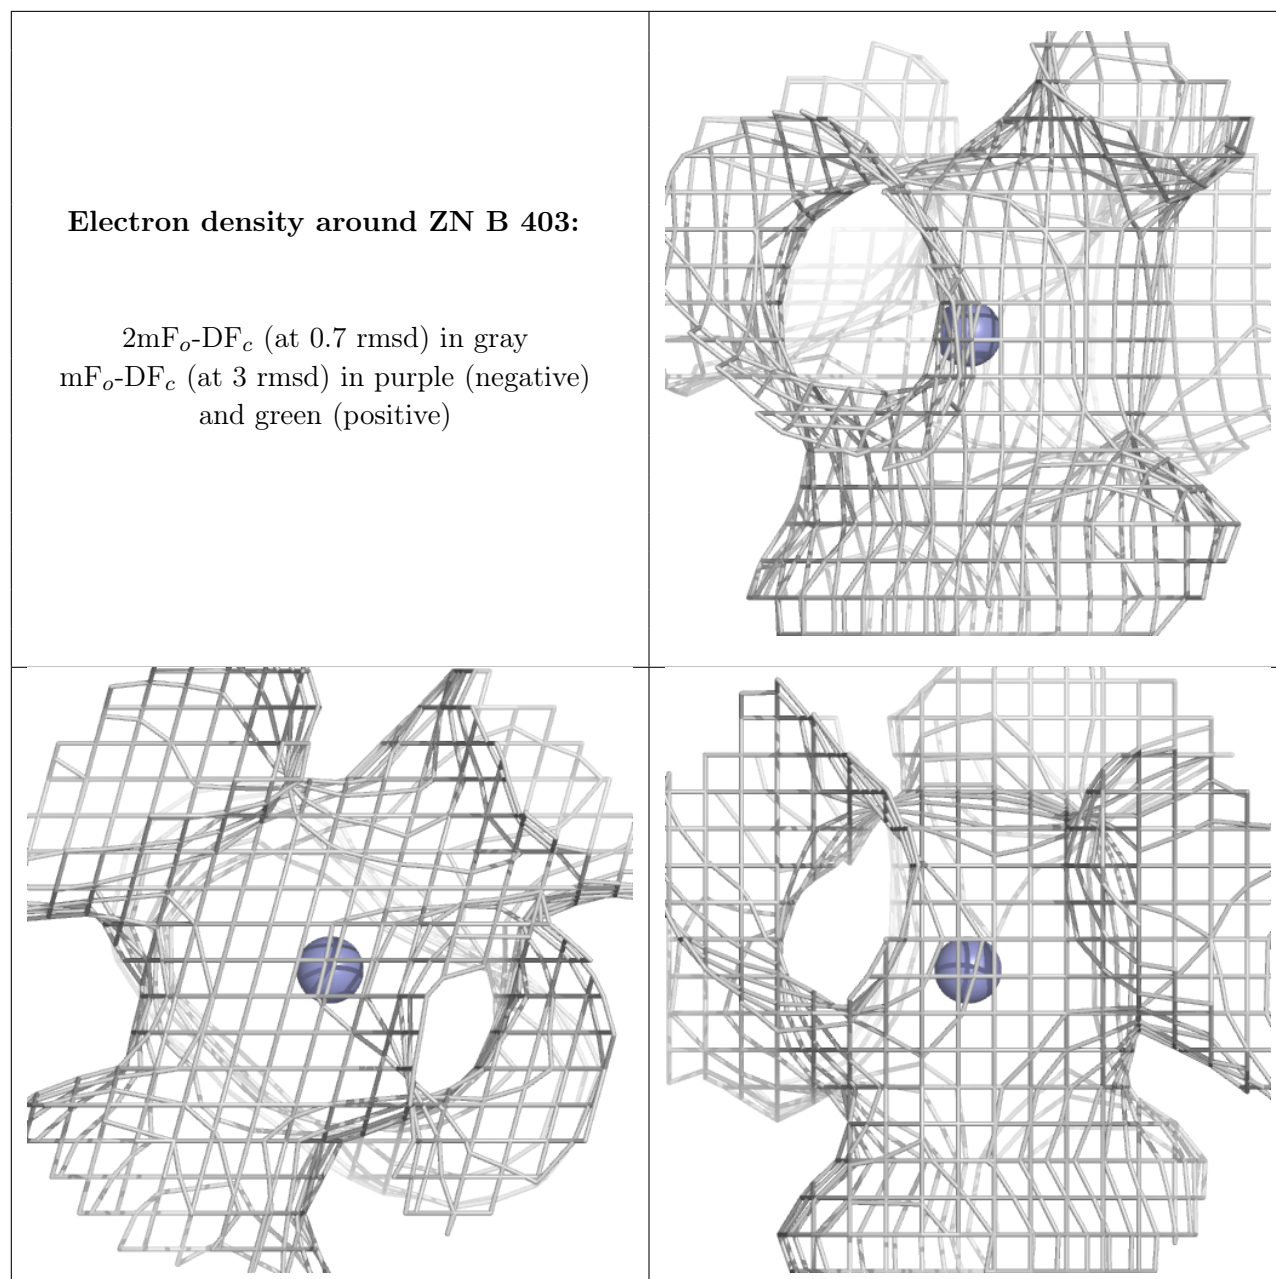 Electron density around ZN B 403:
2mFo-DFc (at 0.7 rmsd) in gray
mFo-DFc (at 3 rmsd) in purple (negative)
and green (positive)